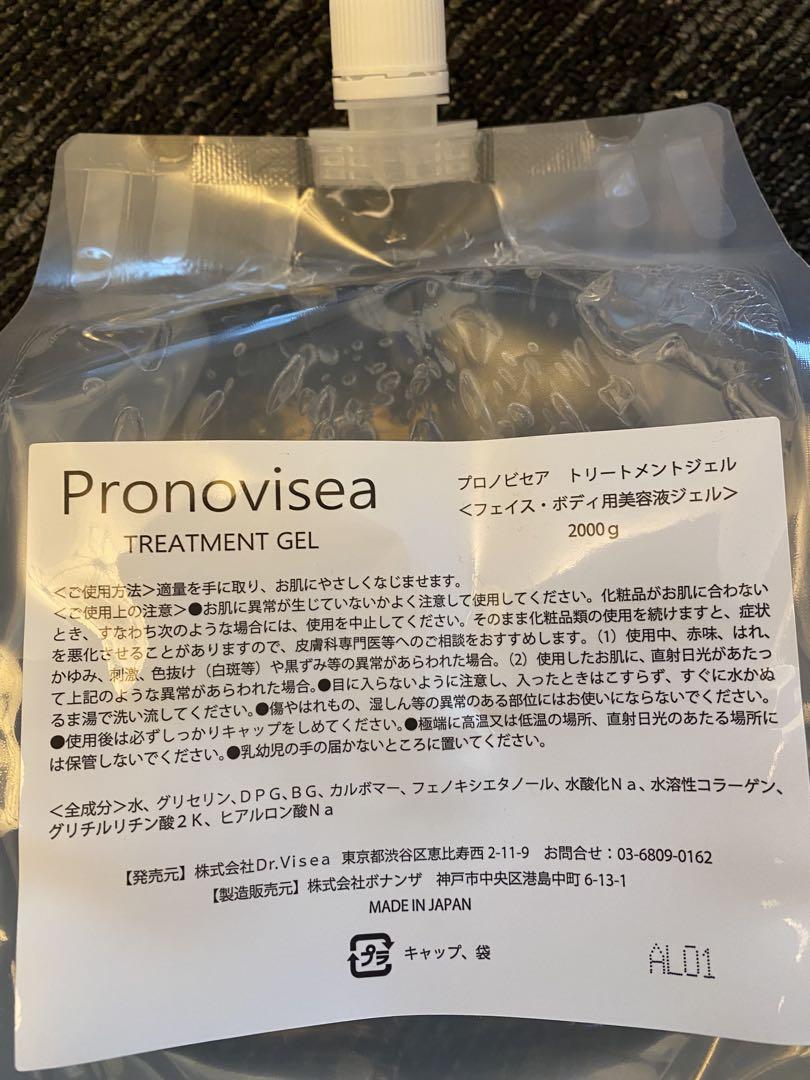 Pronovisea
TREATMENT GEL
プロノビセア　トリートメントジェル
＜フェイス・ボディ用美容液ジェル＞
2000ｇ
＜ご使用方法＞適量を手に取り、お肌にやさしくなじませます。
＜ご使用上の注意＞●お肌に異常が生じていないかよく注意して使用してください。化粧品がお肌に合わない
とき、すなわち次のような場合には、使用を中止してください。そのまま化粧品類の使用を続けますと、症状
を悪化させることがありますので、皮膚科専門医等へのご相談をおすすめします。（1）使用中、赤味、はれ、
かゆみ、刺激、色抜け（白斑等）や黒ずみ等の異常があらわれた場合。（2）使用したお肌に、直射日光があたっ
て上記のような異常があらわれた場合。●目に入らないように注意し、入ったときはこすらず、すぐに水かぬ
るま湯で洗い流してください。●傷やはれもの、湿しん等の異常のある部位にはお使いにならないでください。
●使用後は必ずしっかりキャップをしめてください。●極端に高温又は低温の場所、直射日光のあたる場所に
は保管しないでください。●乳幼児の手の届かないところに置いてください。
＜全成分＞水、グリセリン、ＤＰＧ、ＢＧ、カルボマー、フェノキシエタノール、水酸化Ｎａ、水溶性コラーゲン、
グリチルリチン酸２Ｋ、ヒアルロン酸Ｎａ
【発売元】株式会社Dr.Visea　東京都渋谷区恵比寿西 2-11-9　お問合せ：03-6809-0162
【製造販売元】株式会社ボナンザ　神戸市中央区港島中町 6-13-1
MADE IN JAPAN
プラ キャップ、袋
AL01